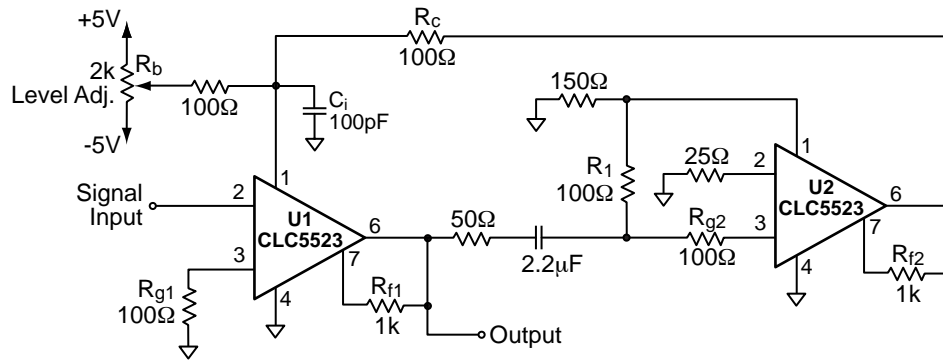 +5V
2k
Rb
Level Adj.
-5V
100Ω
Rc
100Ω
Ci
100pF
150Ω
R1
100Ω
25Ω
Signal
Input
2
1
U1
CLC5523
6
3
7
4
Rg1
100Ω
Rf1
1k
50Ω
2.2µF
Output
Rg2
100Ω
2
1
U2
CLC5523
6
3
7
4
Rf2
1k